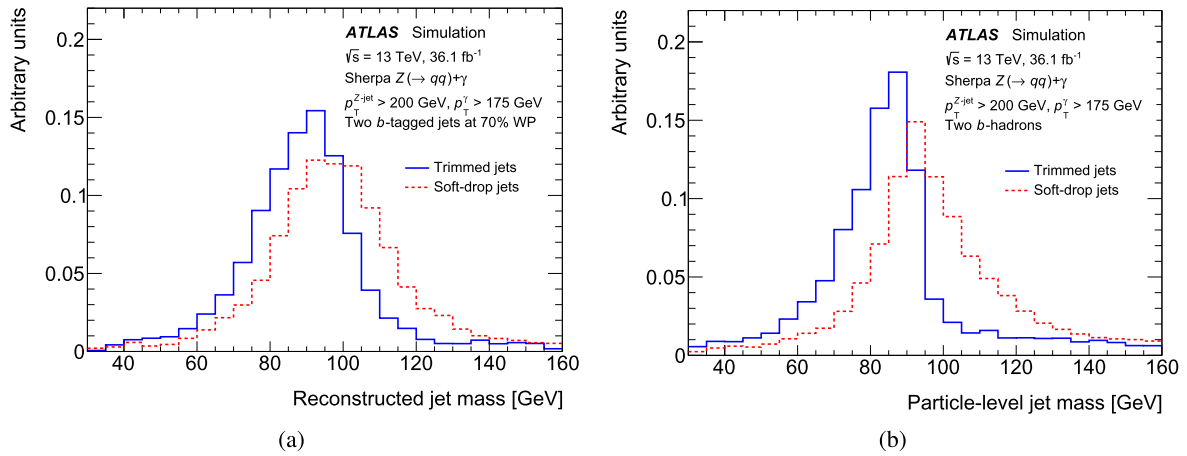 Arbitrary units
0.2
0.15
0.1
0.05
0
ATLAS Simulation
√s = 13 TeV, 36.1 fb⁻¹
Sherpa Z (→ qq)+γ
p_T^{Z-jet} > 200 GeV, p_T^γ > 175 GeV
Two b-tagged jets at 70% WP
Trimmed jets
Soft-drop jets
40 60 80 100 120 140 160
Reconstructed jet mass [GeV]
(a)
Arbitrary units
0.2
0.15
0.1
0.05
0
ATLAS Simulation
√s = 13 TeV, 36.1 fb⁻¹
Sherpa Z (→ qq)+γ
p_T^{Z-jet} > 200 GeV, p_T^γ > 175 GeV
Two b-hadrons
Trimmed jets
Soft-drop jets
40 60 80 100 120 140 160
Particle-level jet mass [GeV]
(b)